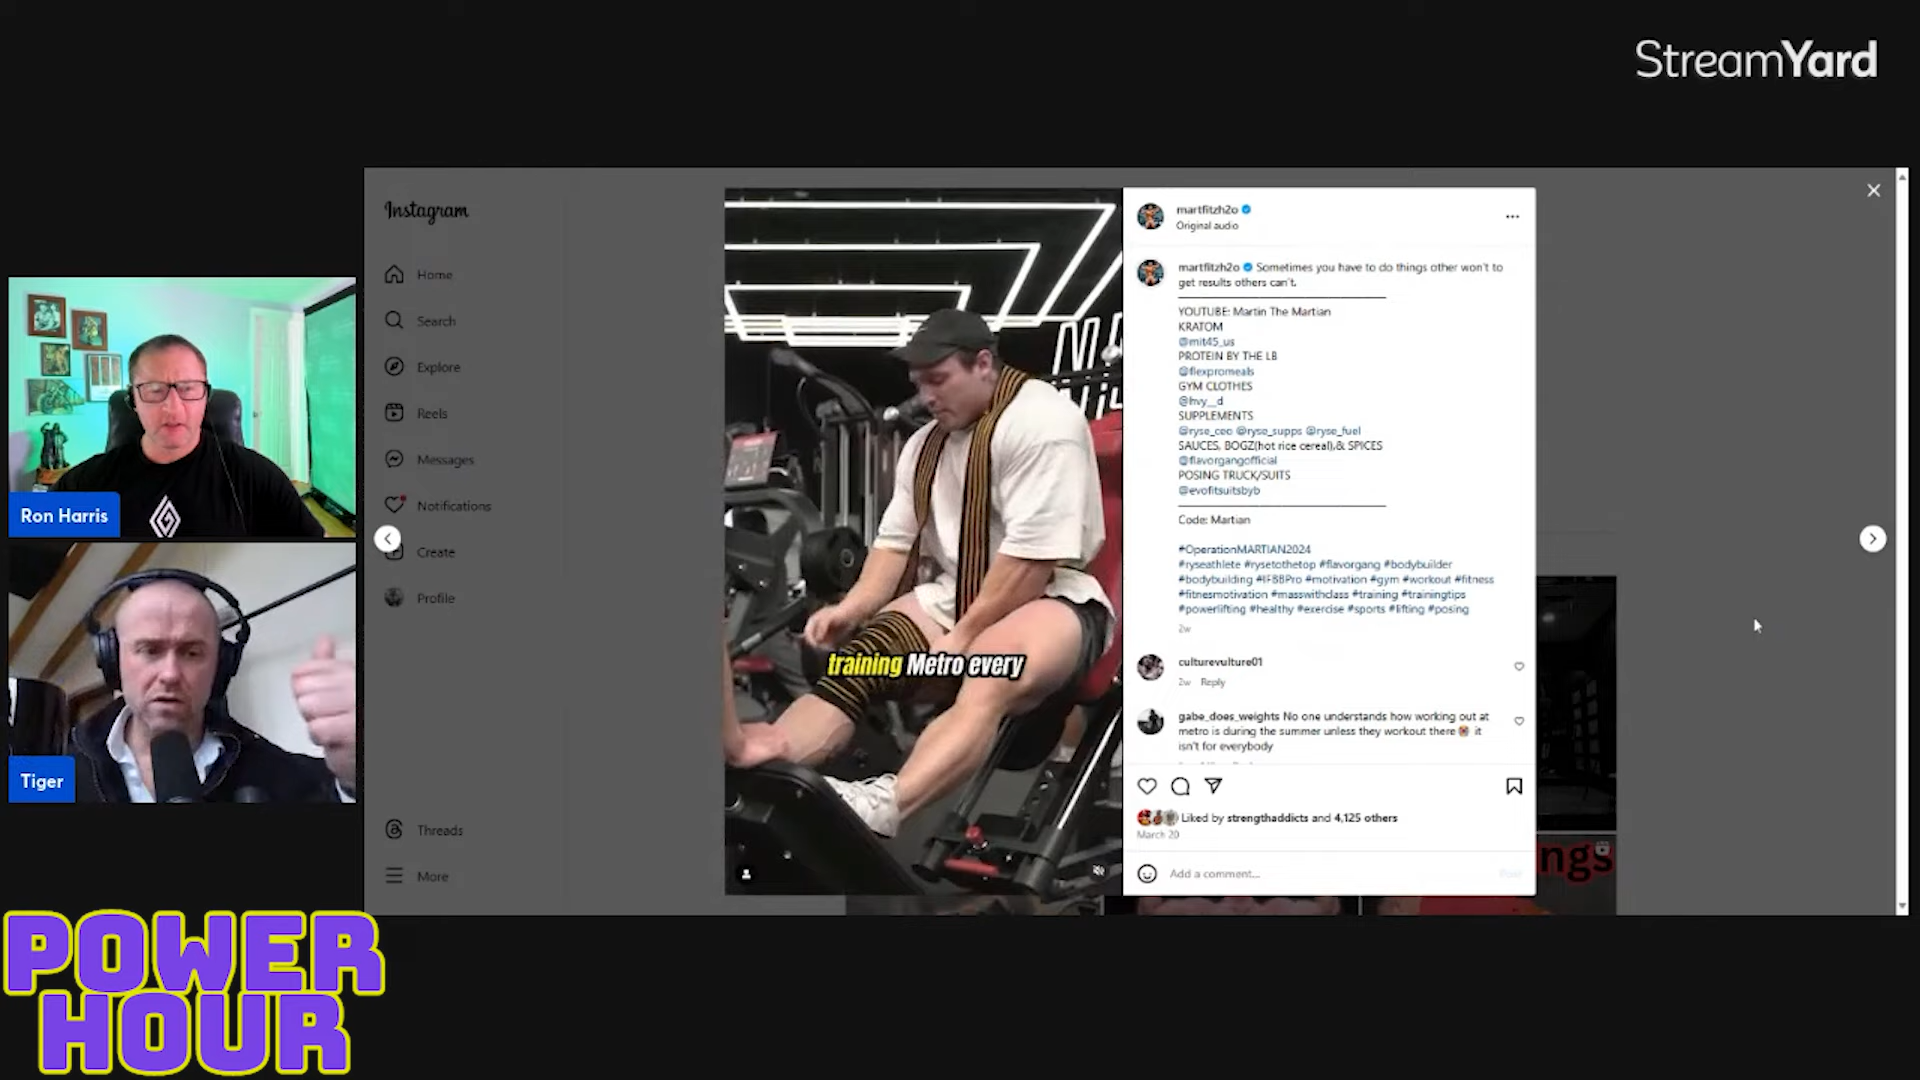 StreamYard
Instagram
Home
Search
Explore
Reels
Messages
Notifications
Create
Profile
Threads
More
Ron Harris
Tiger
POWER
HOUR
training Metro every
martfitzh2o
Original audio
martfitzh2o Sometimes you have to do things other won't to
get results others can't.
YOUTUBE: Martin The Martian
KRATOM
@mit45_us
PROTEIN BY THE LB
@flexpromeals
GYM CLOTHES
@hvy__d
SUPPLEMENTS
@ryse_ceo @ryse_supps @ryse_fuel
SAUCES, BOGZ(hot rice cereal),& SPICES
@flavorgangofficial
POSING TRUCK/SUITS
@evofitsuitsbyb
Code: Martian
#OperationMARTIAN2024
#ryseathlete #rysetothetop #flavorgang #bodybuilder
#bodybuilding #IFBBPro #motivation #gym #workout #fitness
#fitnesmotivation #masswithclass #training #trainingtips
#powerlifting #healthy #exercise #sports #lifting #posing
2w
culturevulture01
2w Reply
gabe_does_weights No one understands how working out at
metro is during the summer unless they workout there it
isn't for everybody
Liked by strengthaddicts and 4,125 others
March 20
Add a comment...
Post
ngs